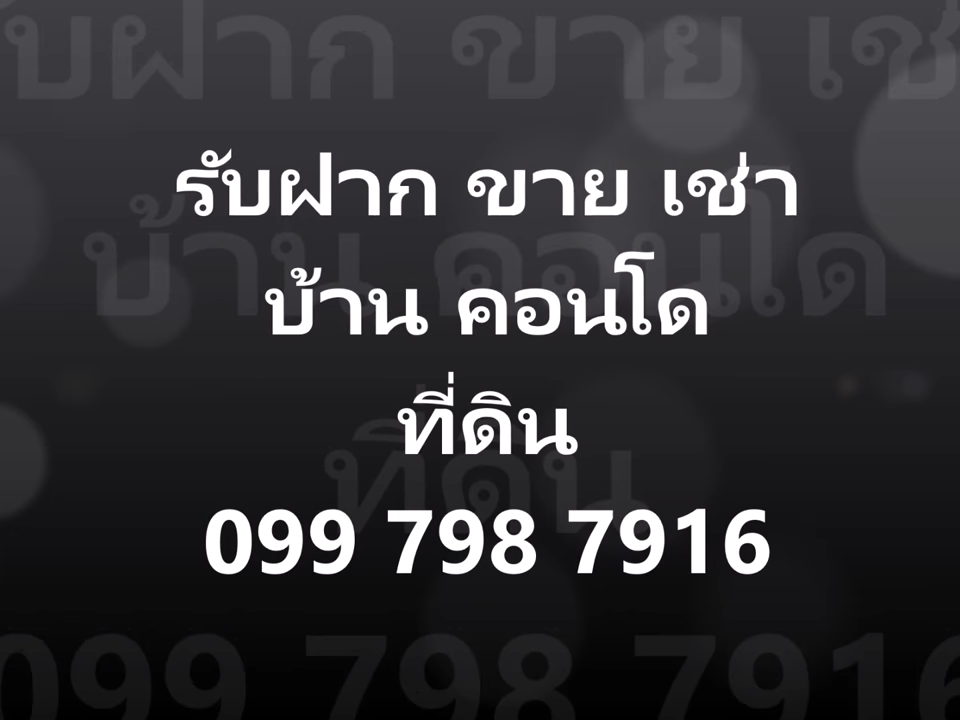 รับฝาก ขาย เช่า
บ้าน คอนโด
ที่ดิน
099 798 7916